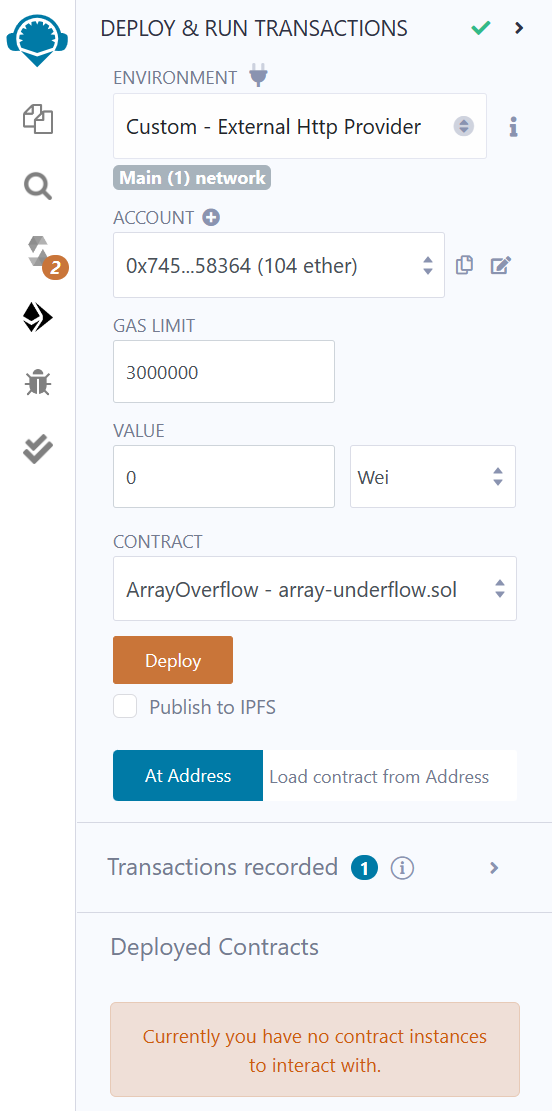 DEPLOY & RUN TRANSACTIONS
ENVIRONMENT
Custom - External Http Provider
Main (1) network
ACCOUNT
0x745...58364 (104 ether)
2
GAS LIMIT
3000000
VALUE
0 Wei
CONTRACT
ArrayOverflow - array-underflow.sol
Deploy
Publish to IPFS
At Address Load contract from Address
Transactions recorded 1
Deployed Contracts
Currently you have no contract instances
to interact with.